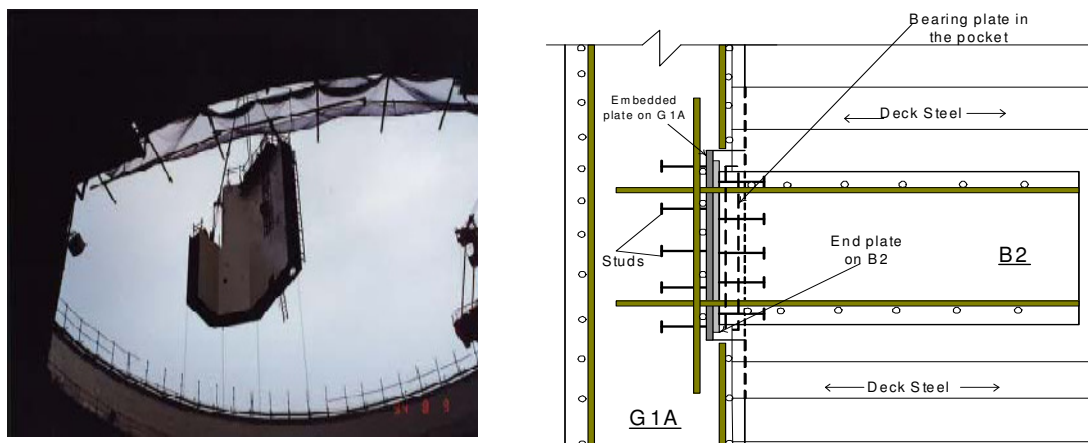 Bearing plate in
the pocket
Embedded
plate on G1A
Deck Steel
Studs
End plate
on B2
B2
Deck Steel
G1A